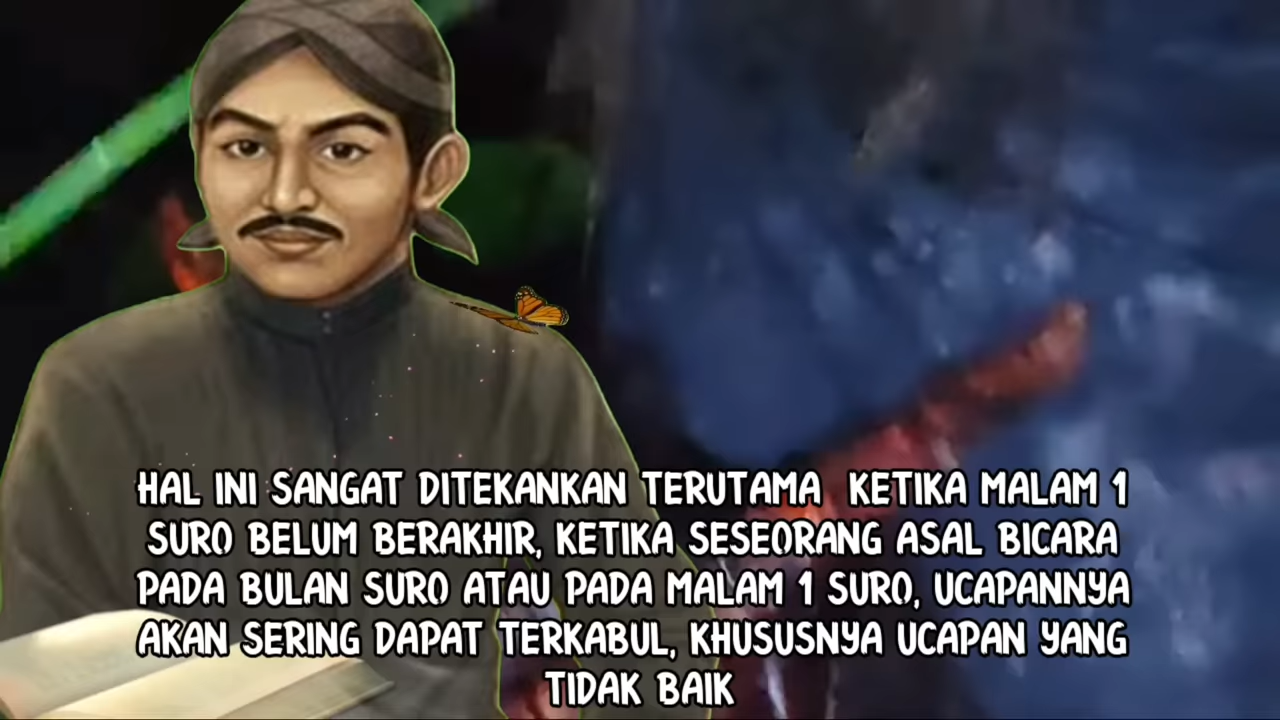 HAL INI SANGAT DITEKANKAN TERUTAMA KETIKA MALAM 1
SURO BELUM BERAKHIR, KETIKA SESEORANG ASAL BICARA
PADA BULAN SURO ATAU PADA MALAM 1 SURO, UCAPANNYA
AKAN SERING DAPAT TERKABUL, KHUSUSNYA UCAPAN YANG
TIDAK BAIK